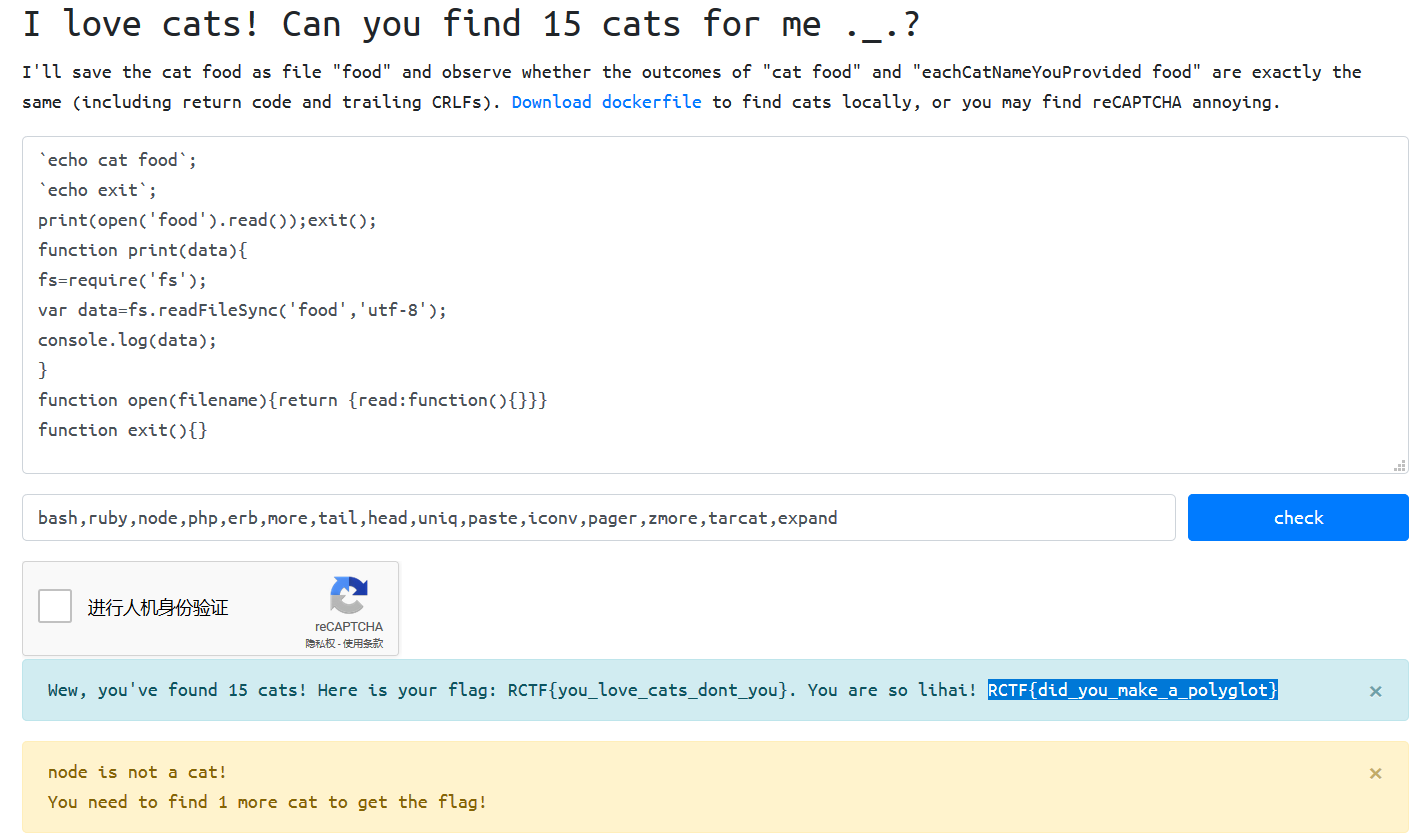 I love cats! Can you find 15 cats for me ._.?
I'll save the cat food as file "food" and observe whether the outcomes of "cat food" and "eachCatNameYouProvided food" are exactly the
same (including return code and trailing CRLFs). Download dockerfile to find cats locally, or you may find reCAPTCHA annoying.
`echo cat food`;
`echo exit`;
print(open('food').read());exit();
function print(data){
fs=require('fs');
var data=fs.readFileSync('food','utf-8');
console.log(data);
}
function open(filename){return {read:function(){}}}
function exit(){}
bash,ruby,node,php,erb,more,tail,head,uniq,paste,iconv,pager,zmore,tarcat,expand
check
进行人机身份验证
reCAPTCHA
隐私权 - 使用条款
Wew, you've found 15 cats! Here is your flag: RCTF{you_love_cats_dont_you}. You are so lihai! RCTF{did_you_make_a_polyglot}
×
node is not a cat!
×
You need to find 1 more cat to get the flag!